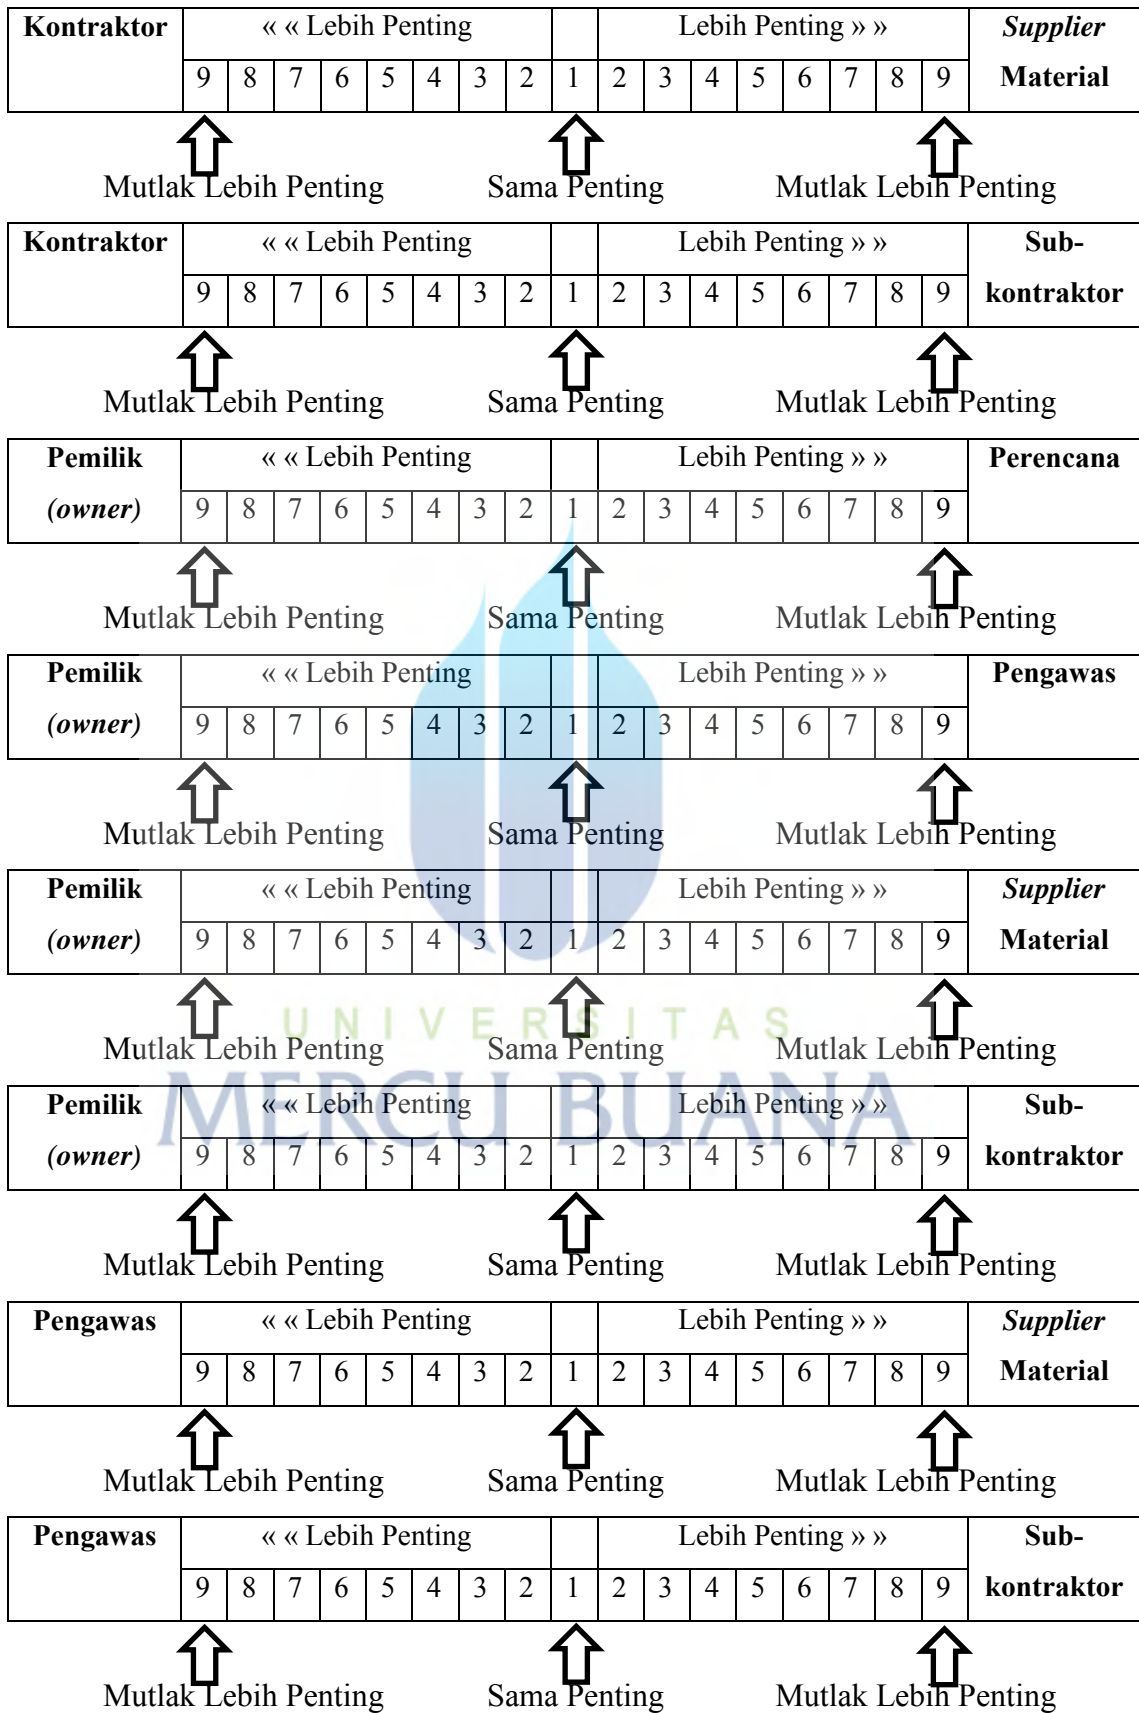 Kontraktor « « Lebih Penting Lebih Penting » » Supplier
9 8 7 6 5 4 3 2 1 2 3 4 5 6 7 8 9 Material
Mutlak Lebih Penting Sama Penting Mutlak Lebih Penting
Kontraktor « « Lebih Penting Lebih Penting » » Sub-
9 8 7 6 5 4 3 2 1 2 3 4 5 6 7 8 9 kontraktor
Mutlak Lebih Penting Sama Penting Mutlak Lebih Penting
Pemilik « « Lebih Penting Lebih Penting » » Perencana
(owner) 9 8 7 6 5 4 3 2 1 2 3 4 5 6 7 8 9
Mutlak Lebih Penting Sama Penting Mutlak Lebih Penting
Pemilik « « Lebih Penting Lebih Penting » » Pengawas
(owner) 9 8 7 6 5 4 3 2 1 2 3 4 5 6 7 8 9
Mutlak Lebih Penting Sama Penting Mutlak Lebih Penting
Pemilik « « Lebih Penting Lebih Penting » » Supplier
(owner) 9 8 7 6 5 4 3 2 1 2 3 4 5 6 7 8 9 Material
UNIVERSITAS
Mutlak Lebih Penting Sama Penting Mutlak Lebih Penting
MERCU BUANA
Pemilik « « Lebih Penting Lebih Penting » » Sub-
(owner) 9 8 7 6 5 4 3 2 1 2 3 4 5 6 7 8 9 kontraktor
Mutlak Lebih Penting Sama Penting Mutlak Lebih Penting
Pengawas « « Lebih Penting Lebih Penting » » Supplier
9 8 7 6 5 4 3 2 1 2 3 4 5 6 7 8 9 Material
Mutlak Lebih Penting Sama Penting Mutlak Lebih Penting
Pengawas « « Lebih Penting Lebih Penting » » Sub-
9 8 7 6 5 4 3 2 1 2 3 4 5 6 7 8 9 kontraktor
Mutlak Lebih Penting Sama Penting Mutlak Lebih Penting